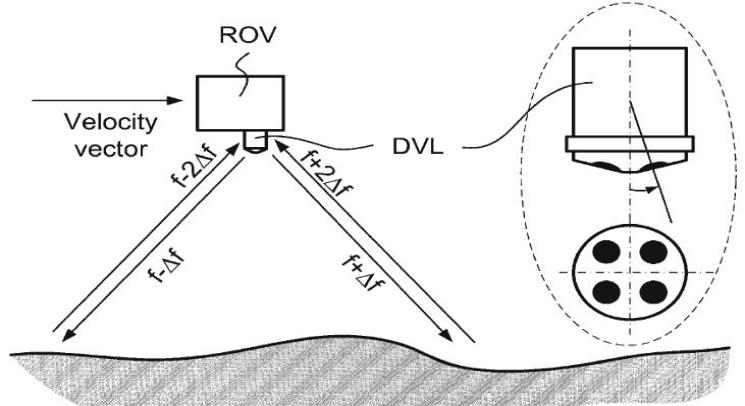 ROV
Velocity
vector
DVL
f-2Δf
f+2Δf
f-Δf
f+Δf